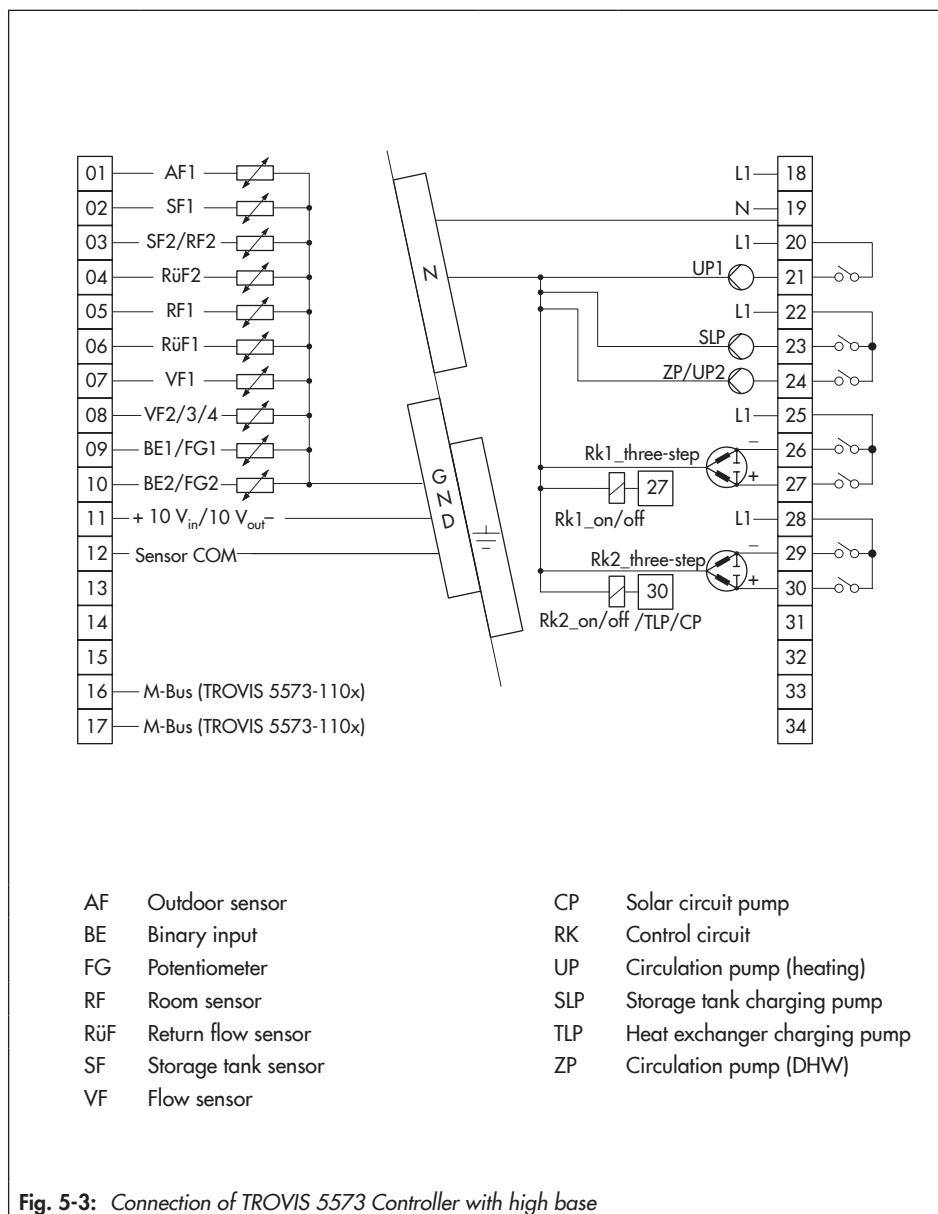 01 AF1
02 SF1
03 SF2/RF2
04 RüF2
05 RF1
06 RüF1
07 VF1
08 VF2/3/4
09 BE1/FG1
10 BE2/FG2
11 + 10 Vin/10 Vout–
12 Sensor COM
13
14
15
16 M-Bus (TROVIS 5573-110x)
17 M-Bus (TROVIS 5573-110x)
N
GND
L1 18
N 19
L1 20
UP1 21
L1 22
SLP 23
ZP/UP2 24
L1 25
Rk1_three-step – 26
+ 27
27
Rk1_on/off
L1 28
Rk2_three-step – 29
+ 30
30
Rk2_on/off /TLP/CP
31
32
33
34
AF Outdoor sensor
BE Binary input
FG Potentiometer
RF Room sensor
RüF Return flow sensor
SF Storage tank sensor
VF Flow sensor
CP Solar circuit pump
RK Control circuit
UP Circulation pump (heating)
SLP Storage tank charging pump
TLP Heat exchanger charging pump
ZP Circulation pump (DHW)
Fig. 5-3: Connection of TROVIS 5573 Controller with high base